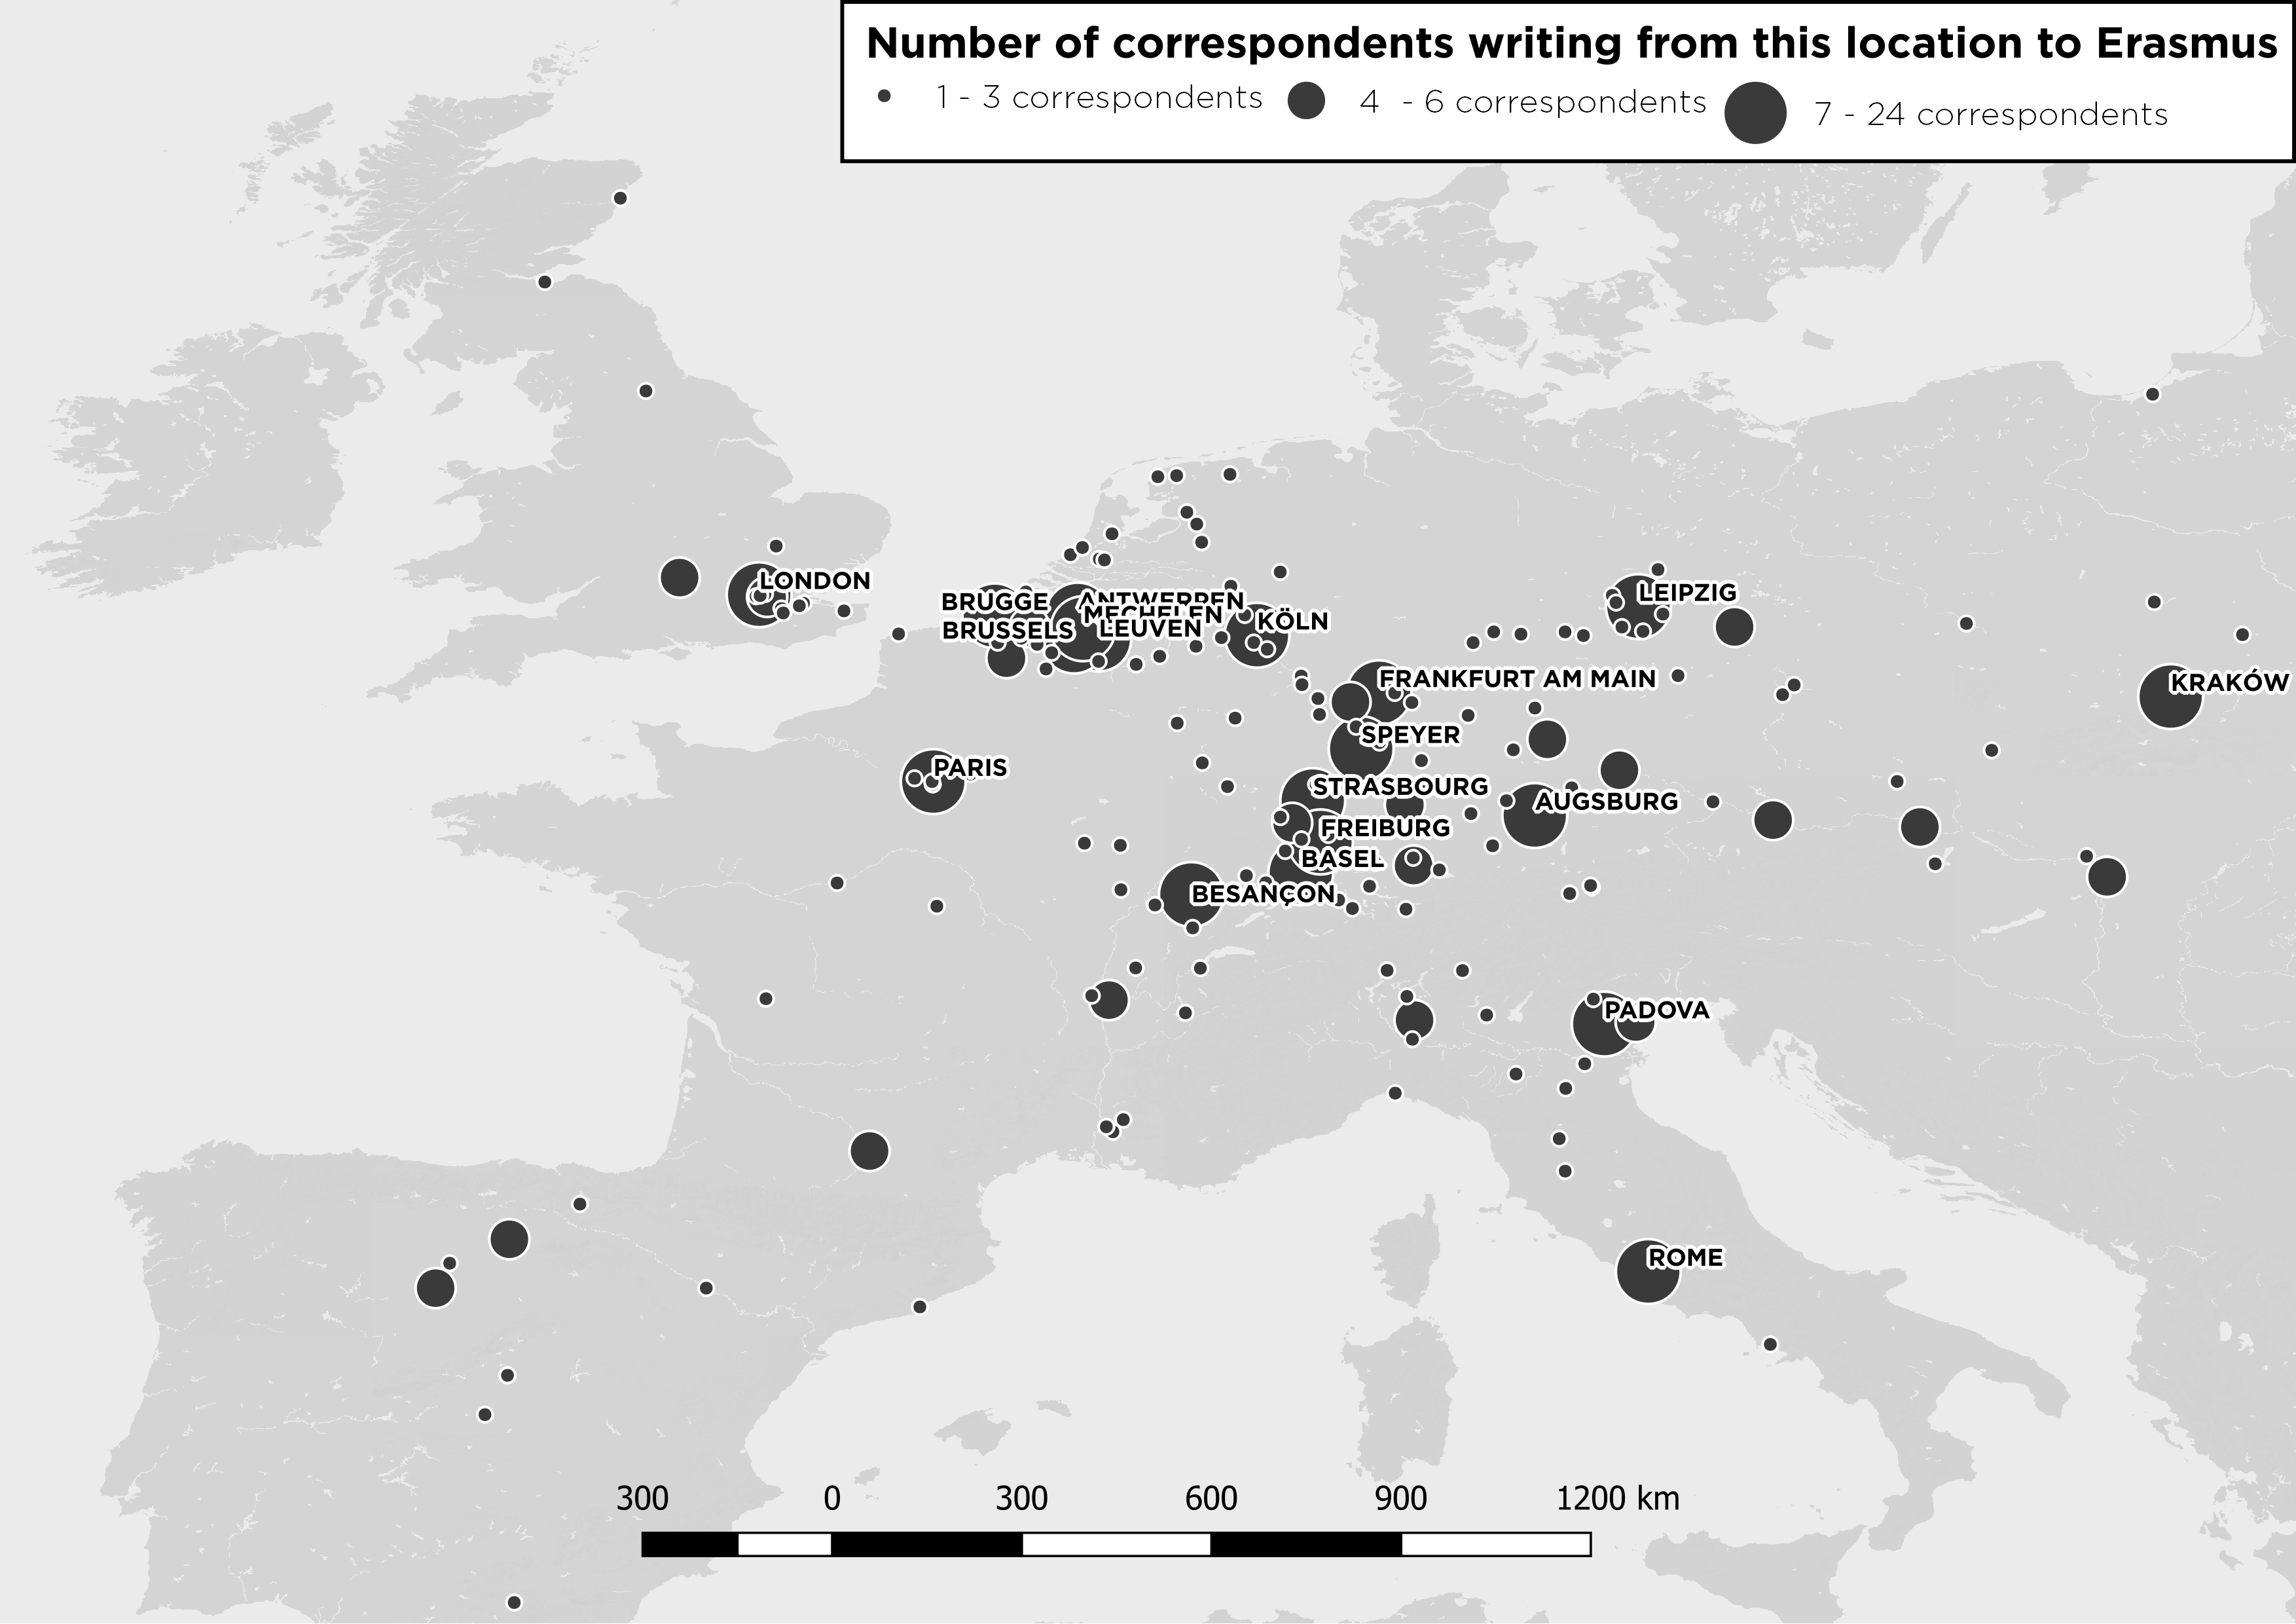 Number of correspondents writing from this location to Erasmus
1 - 3 correspondents
4 - 6 correspondents
7 - 24 correspondents
LONDON
BRUGGE
ANTWERPEN
MECHELEN
LEUVEN
BRUSSELS
KÖLN
LEIPZIG
FRANKFURT AM MAIN
KRAKÓW
SPEYER
PARIS
STRASBOURG
AUGSBURG
FREIBURG
BASEL
BESANÇON
PADOVA
ROME
300 0 300 600 900 1200 km